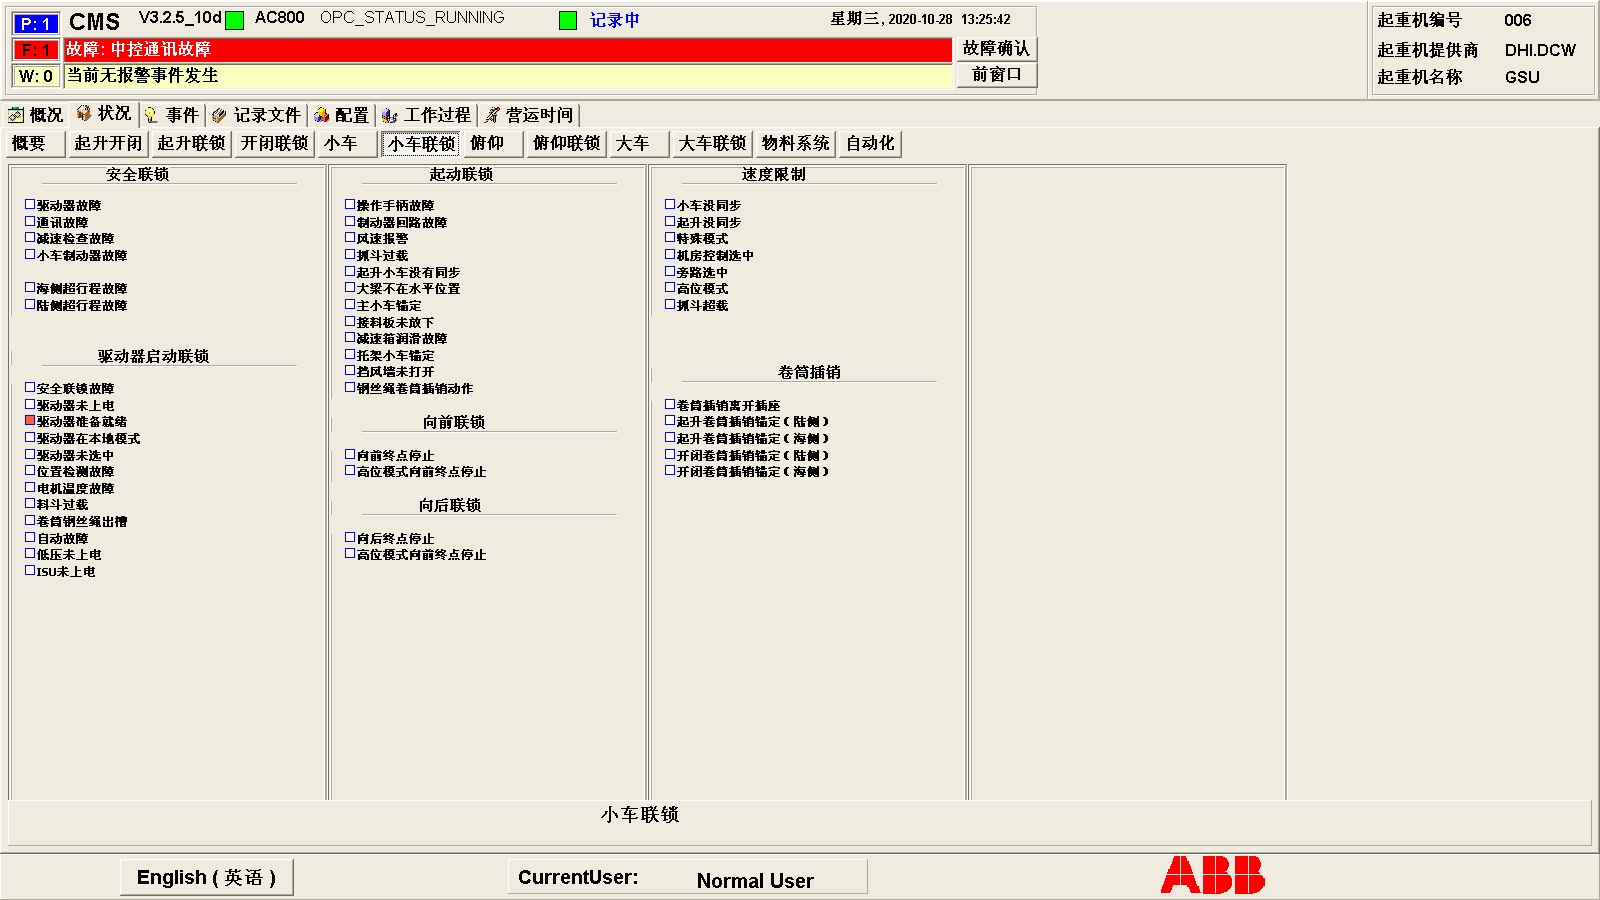 P: 1 CMS V3.2.5_10d AC800 OPC_STATUS_RUNNING 记录中 星期三, 2020-10-28 13:25:42
F: 1 故障: 中控通讯故障 故障确认
W: 0 当前无报警事件发生 前窗口
起重机编号 006
起重机提供商 DHI.DCW
起重机名称 GSU
概况 状况 事件 记录文件 配置 工作过程 营运时间
概要 起升开闭 起升联锁 开闭联锁 小车 小车联锁 俯仰 俯仰联锁 大车 大车联锁 物料系统 自动化
安全联锁
驱动器故障
通讯故障
减速检查故障
小车制动器故障
海侧超行程故障
陆侧超行程故障
驱动器启动联锁
安全联锁故障
驱动器未上电
驱动器准备就绪
驱动器在本地模式
驱动器未选中
位置检测故障
电机温度故障
料斗过载
卷筒钢丝绳出槽
自动故障
低压未上电
ISU未上电
起动联锁
操作手柄故障
制动器回路故障
风速报警
抓斗过载
起升小车没有同步
大梁不在水平位置
主小车锚定
接料板未放下
减速箱润滑故障
托架小车锚定
挡风墙未打开
钢丝绳卷筒插销动作
向前联锁
向前终点停止
高位模式向前终点停止
向后联锁
向后终点停止
高位模式向前终点停止
速度限制
小车没同步
起升没同步
特殊模式
机房控制选中
旁路选中
高位模式
抓斗超载
卷筒插销
卷筒插销离开插座
起升卷筒插销锚定（陆侧）
起升卷筒插销锚定（海侧）
开闭卷筒插销锚定（陆侧）
开闭卷筒插销锚定（海侧）
小车联锁
English ( 英语 ) CurrentUser: Normal User ABB